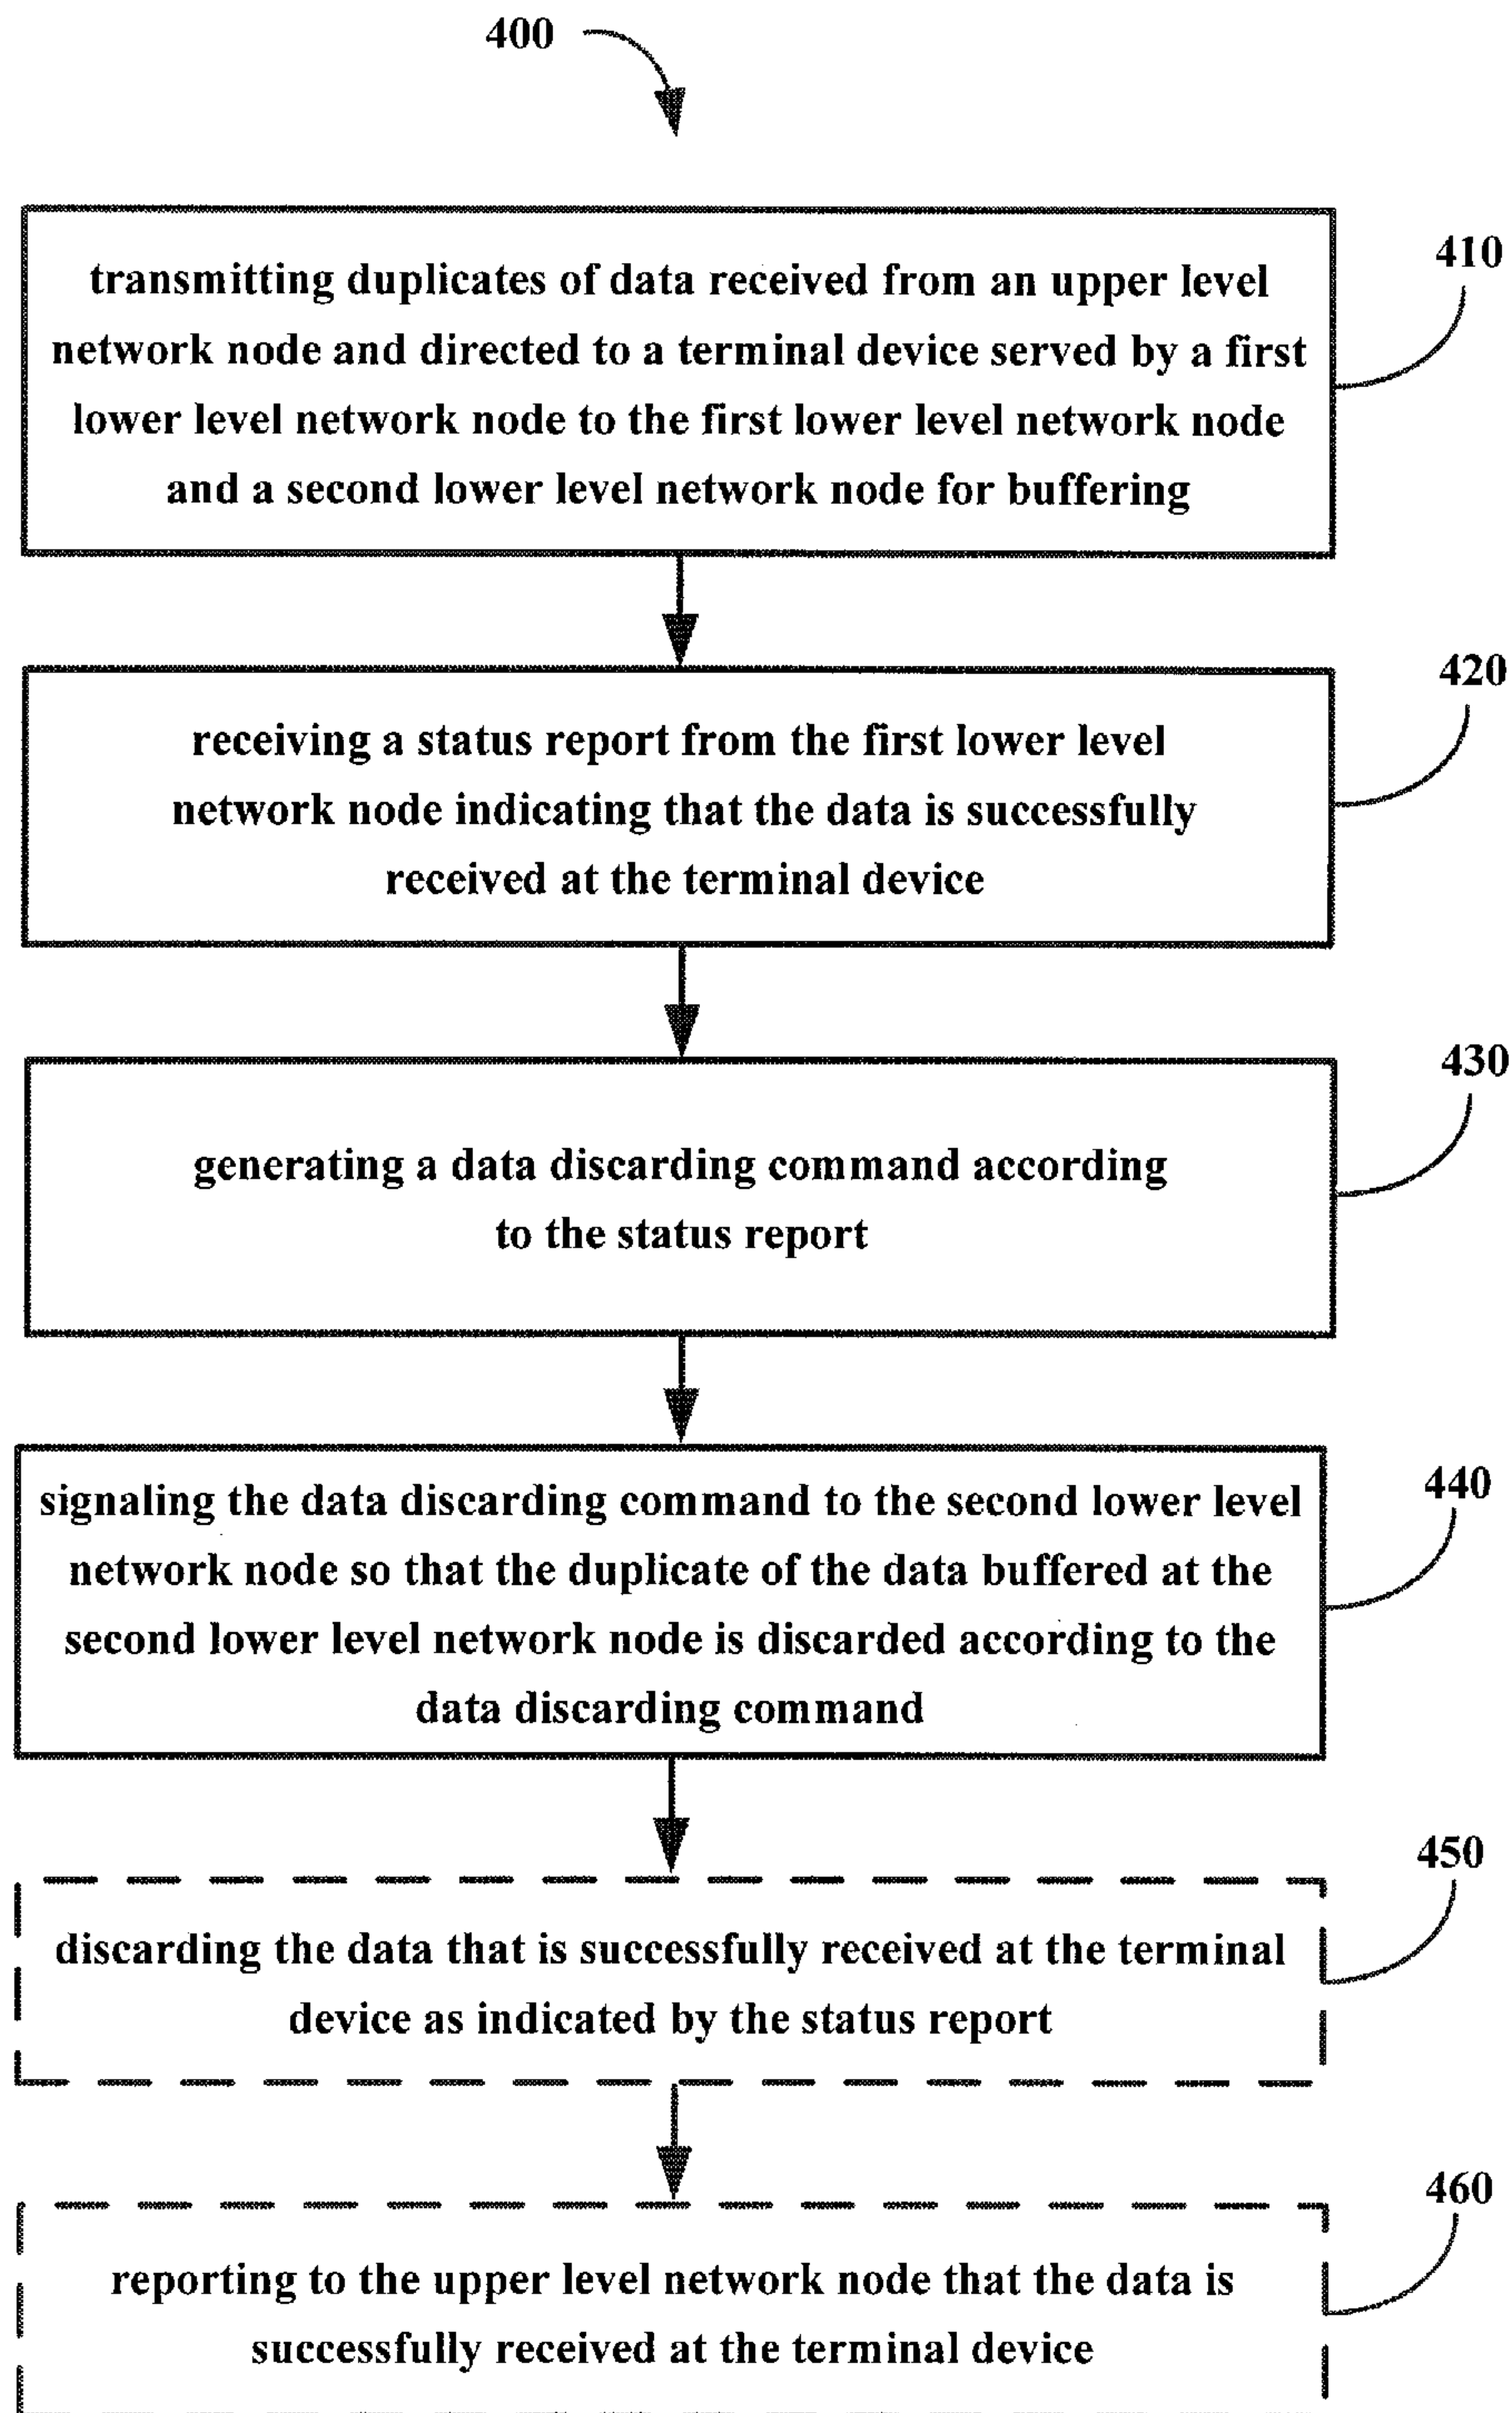 400
transmitting duplicates of data received from an upper level
network node and directed to a terminal device served by a first
lower level network node to the first lower level network node
and a second lower level network node for buffering
410
receiving a status report from the first lower level
network node indicating that the data is successfully
received at the terminal device
420
generating a data discarding command according
to the status report
430
signaling the data discarding command to the second lower level
network node so that the duplicate of the data buffered at the
second lower level network node is discarded according to the
data discarding command
440
discarding the data that is successfully received at the terminal
device as indicated by the status report
450
reporting to the upper level network node that the data is
successfully received at the terminal device
460